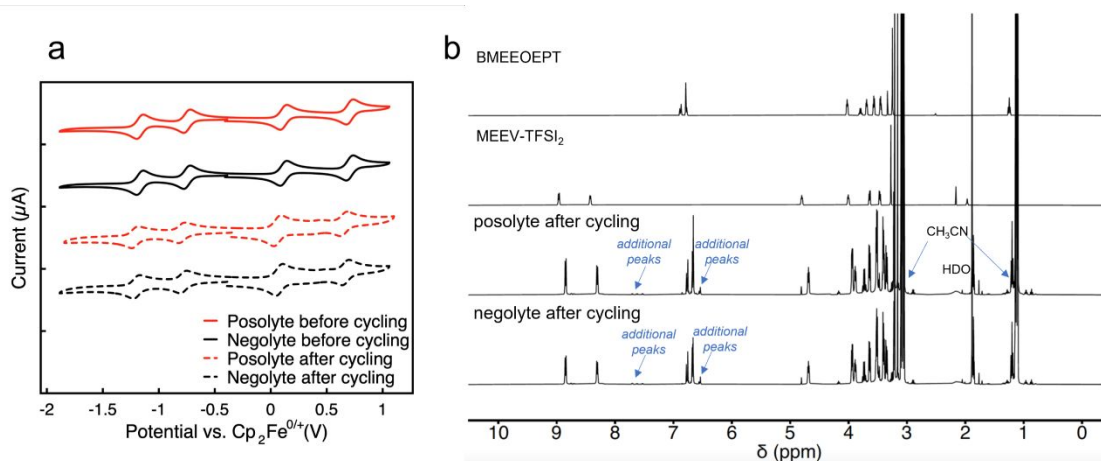 a
Current (µA)
Posolyte before cycling
Negolyte before cycling
Posolyte after cycling
Negolyte after cycling
-2 -1.5 -1 -0.5 0 0.5 1
Potential vs. Cp₂Fe⁰/⁺(V)
b
BMEEOEPT
MEEV-TFSI₂
posolyte after cycling
additional
peaks
additional
peaks
CH₃CN
HDO
negolyte after cycling
additional
peaks
additional
peaks
10 9 8 7 6 5 4 3 2 1 0
δ (ppm)